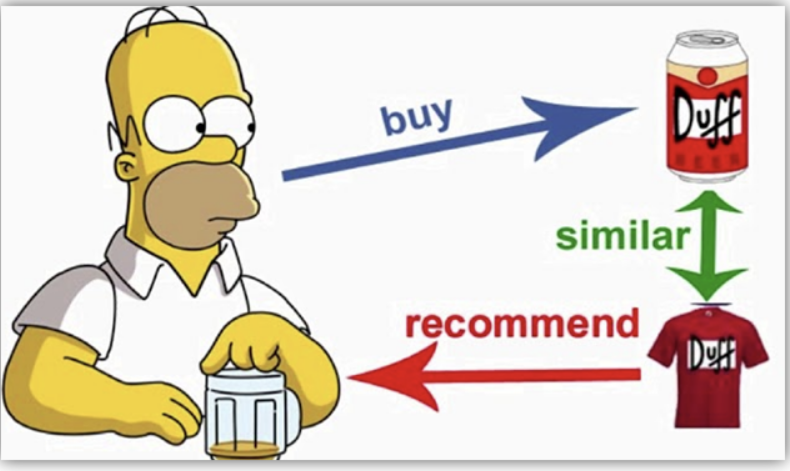 buy
Duff
similar
recommend
Duff